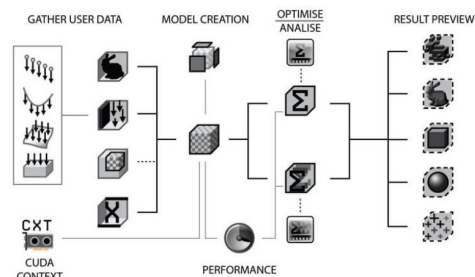 GATHER USER DATA
MODEL CREATION
OPTIMISE
ANALISE
RESULT PREVIEW
Σ
Σ
X
Σ
Σ
CXT
CUDA
CONTEXT
PERFORMANCE